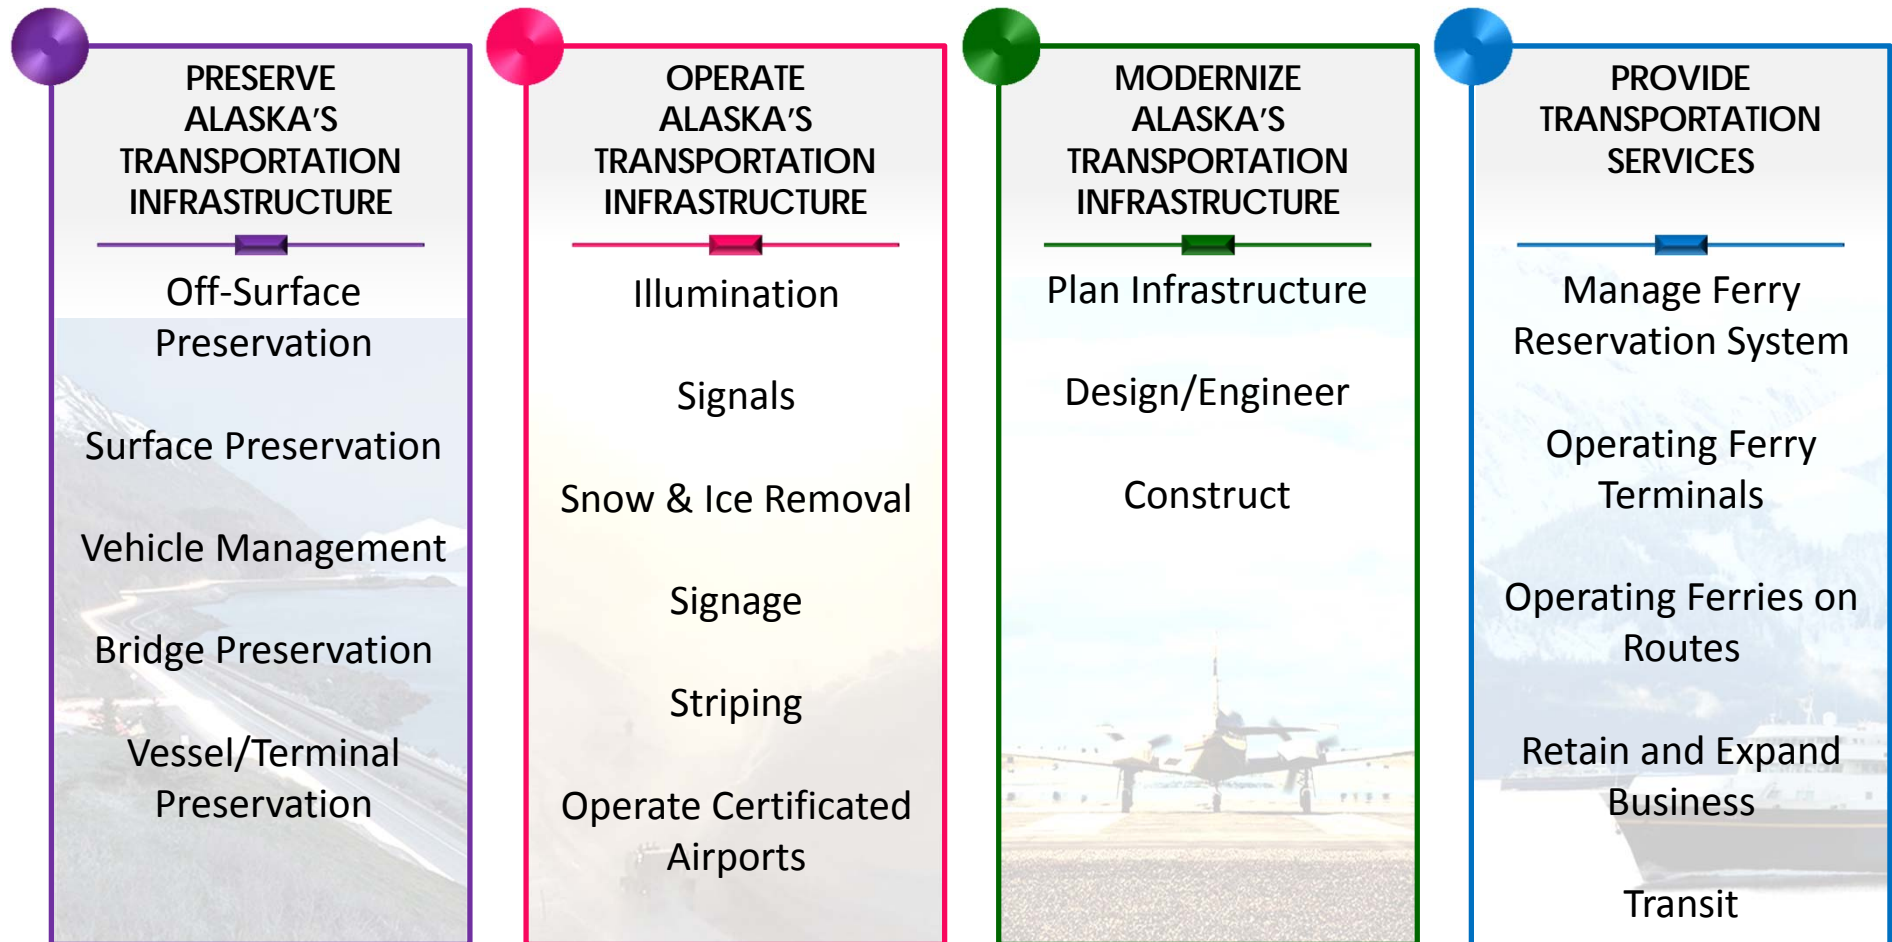 PRESERVE
ALASKA'S
TRANSPORTATION
INFRASTRUCTURE
Off-Surface
Preservation
Surface Preservation
Vehicle Management
Bridge Preservation
Vessel/Terminal
Preservation
OPERATE
ALASKA'S
TRANSPORTATION
INFRASTRUCTURE
Illumination
Signals
Snow & Ice Removal
Signage
Striping
Operate Certificated
Airports
MODERNIZE
ALASKA'S
TRANSPORTATION
INFRASTRUCTURE
Plan Infrastructure
Design/Engineer
Construct
PROVIDE
TRANSPORTATION
SERVICES
Manage Ferry
Reservation System
Operating Ferry
Terminals
Operating Ferries on
Routes
Retain and Expand
Business
Transit